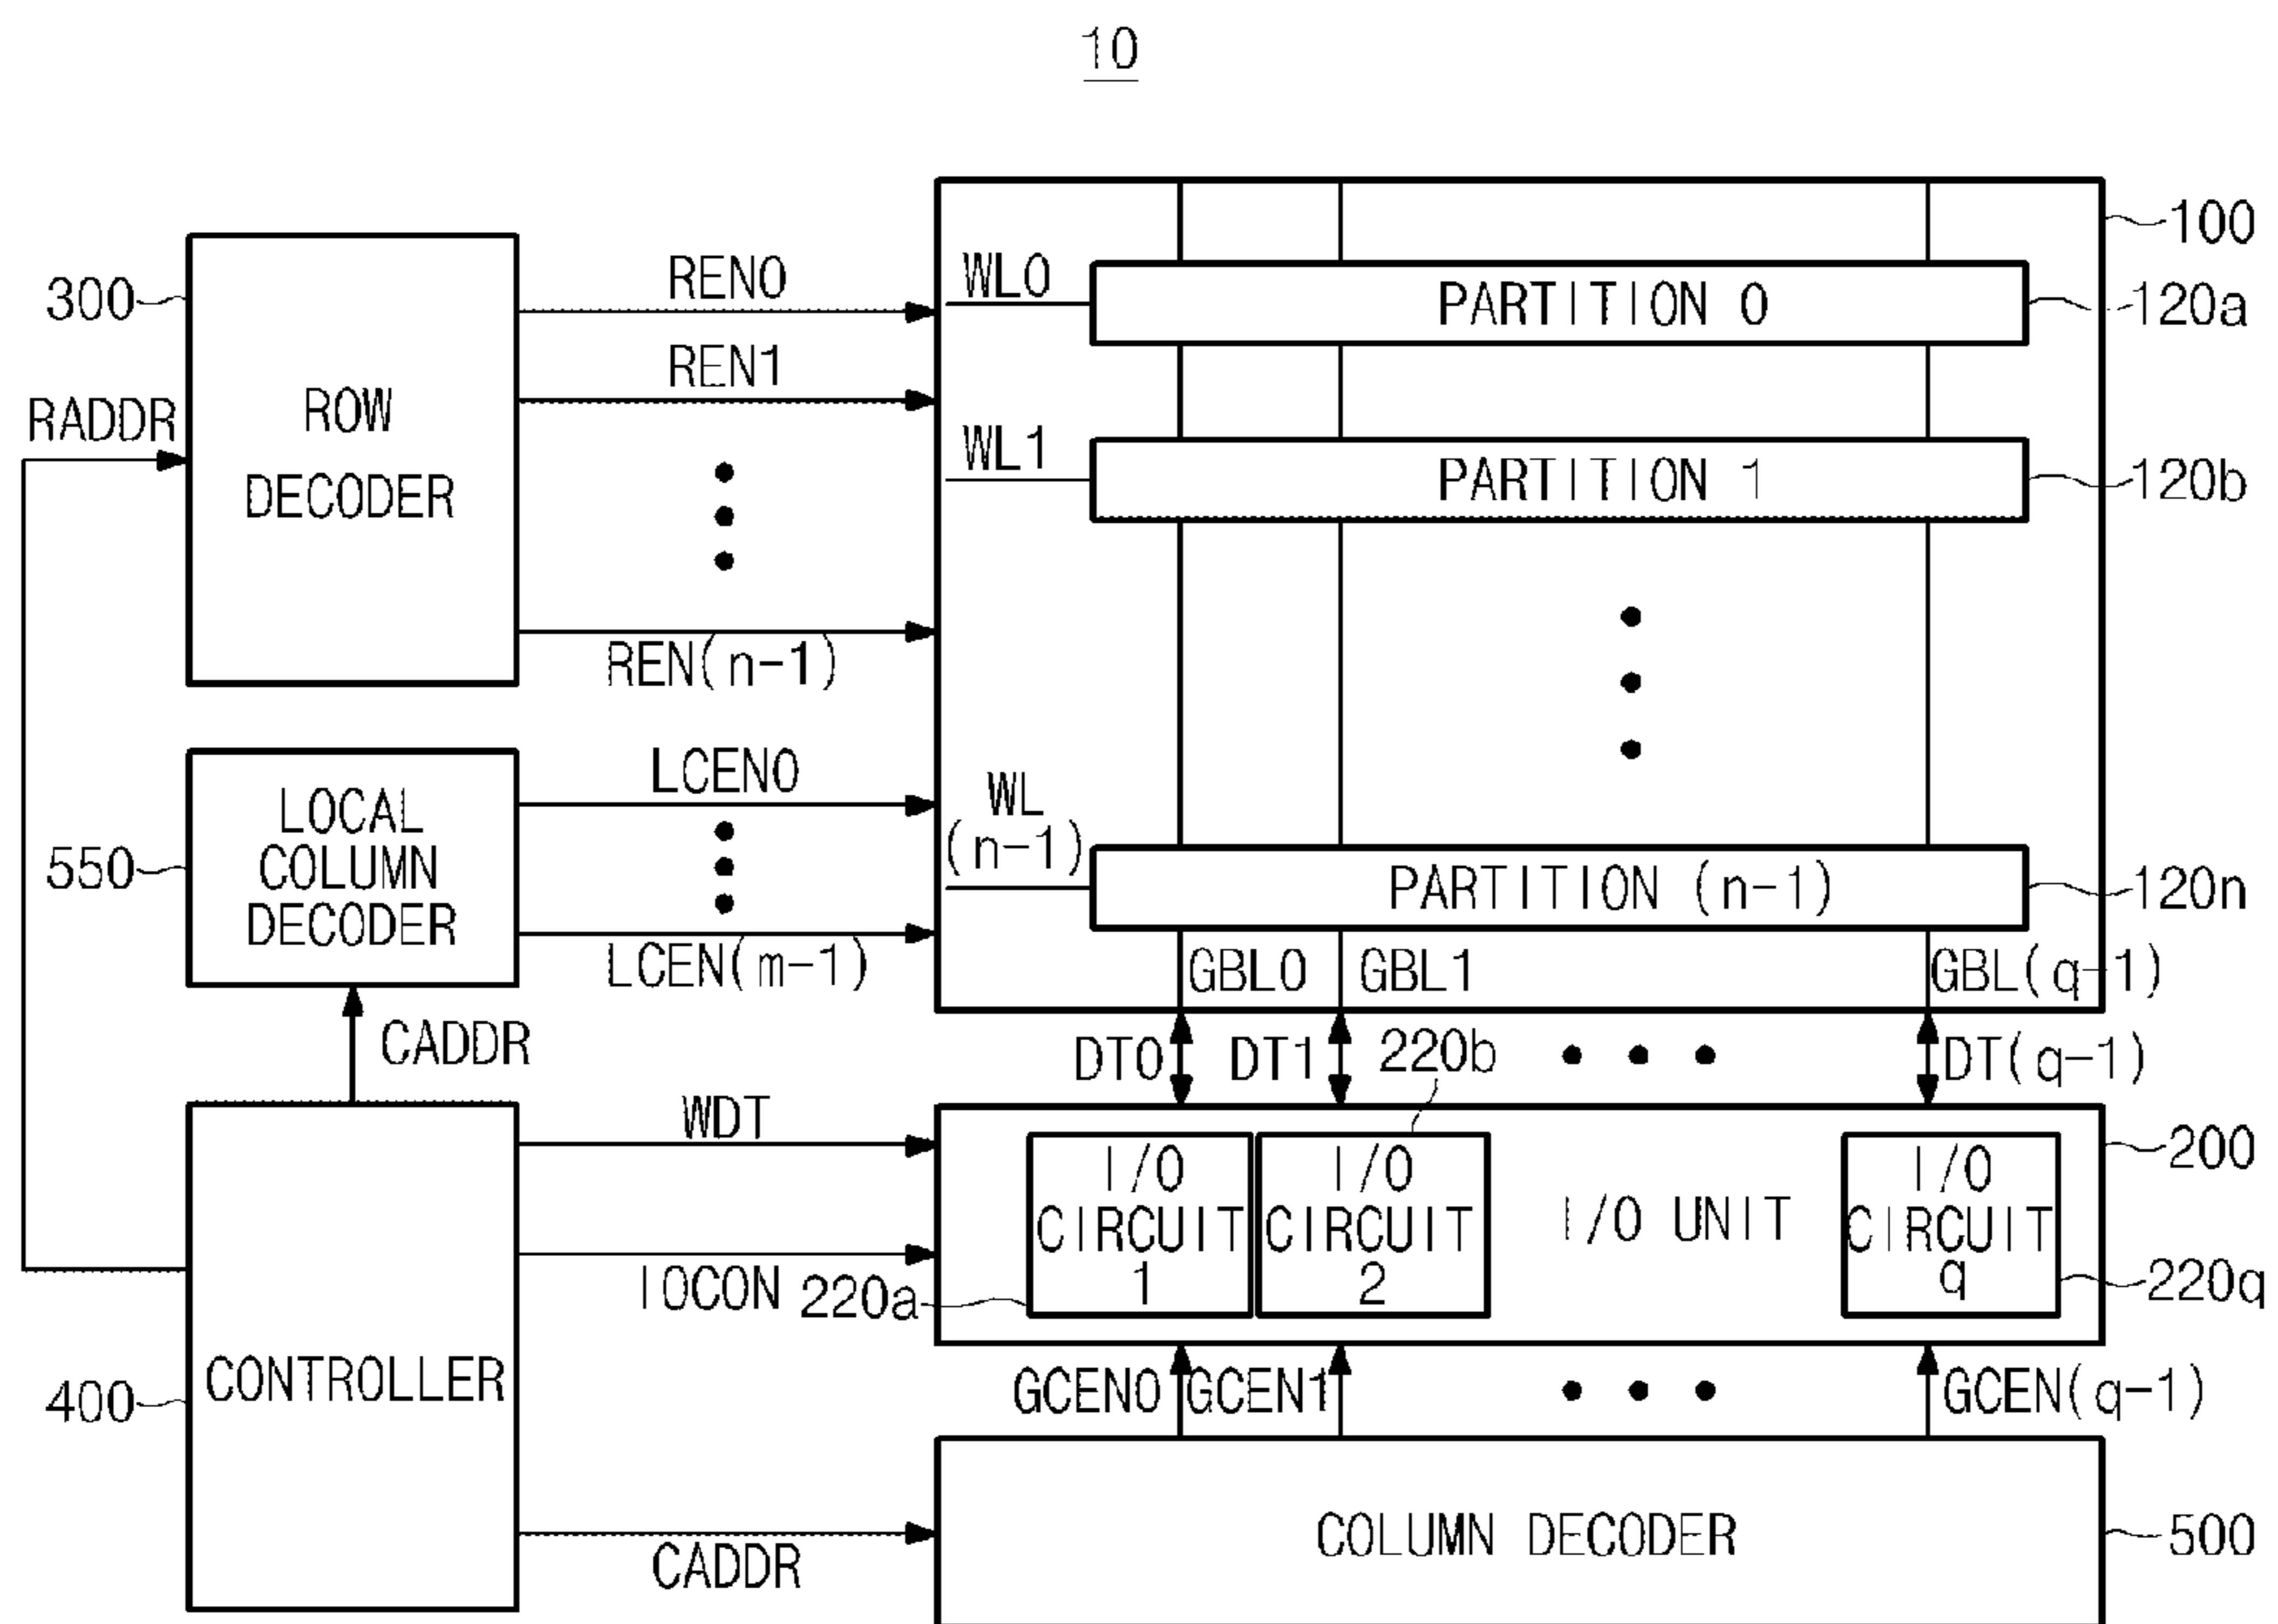 10
100
300
ROW
DECODER
RADDR
REN0
REN1
REN(n-1)
WL0
PARTITION 0
120a
WL1
PARTITION 1
120b
550
LOCAL
COLUMN
DECODER
LCEN0
LCEN(m-1)
WL
(n-1)
PARTITION (n-1)
120n
GBL0
GBL1
GBL(q-1)
CADDR
DT0
DT1
220b
DT(q-1)
400
CONTROLLER
WDT
IOCON
220a
I/O
CIRCUIT
1
I/O
CIRCUIT
2
I/O UNIT
I/O
CIRCUIT
q
200
220q
GCEN0
GCEN1
GCEN(q-1)
CADDR
COLUMN DECODER
500